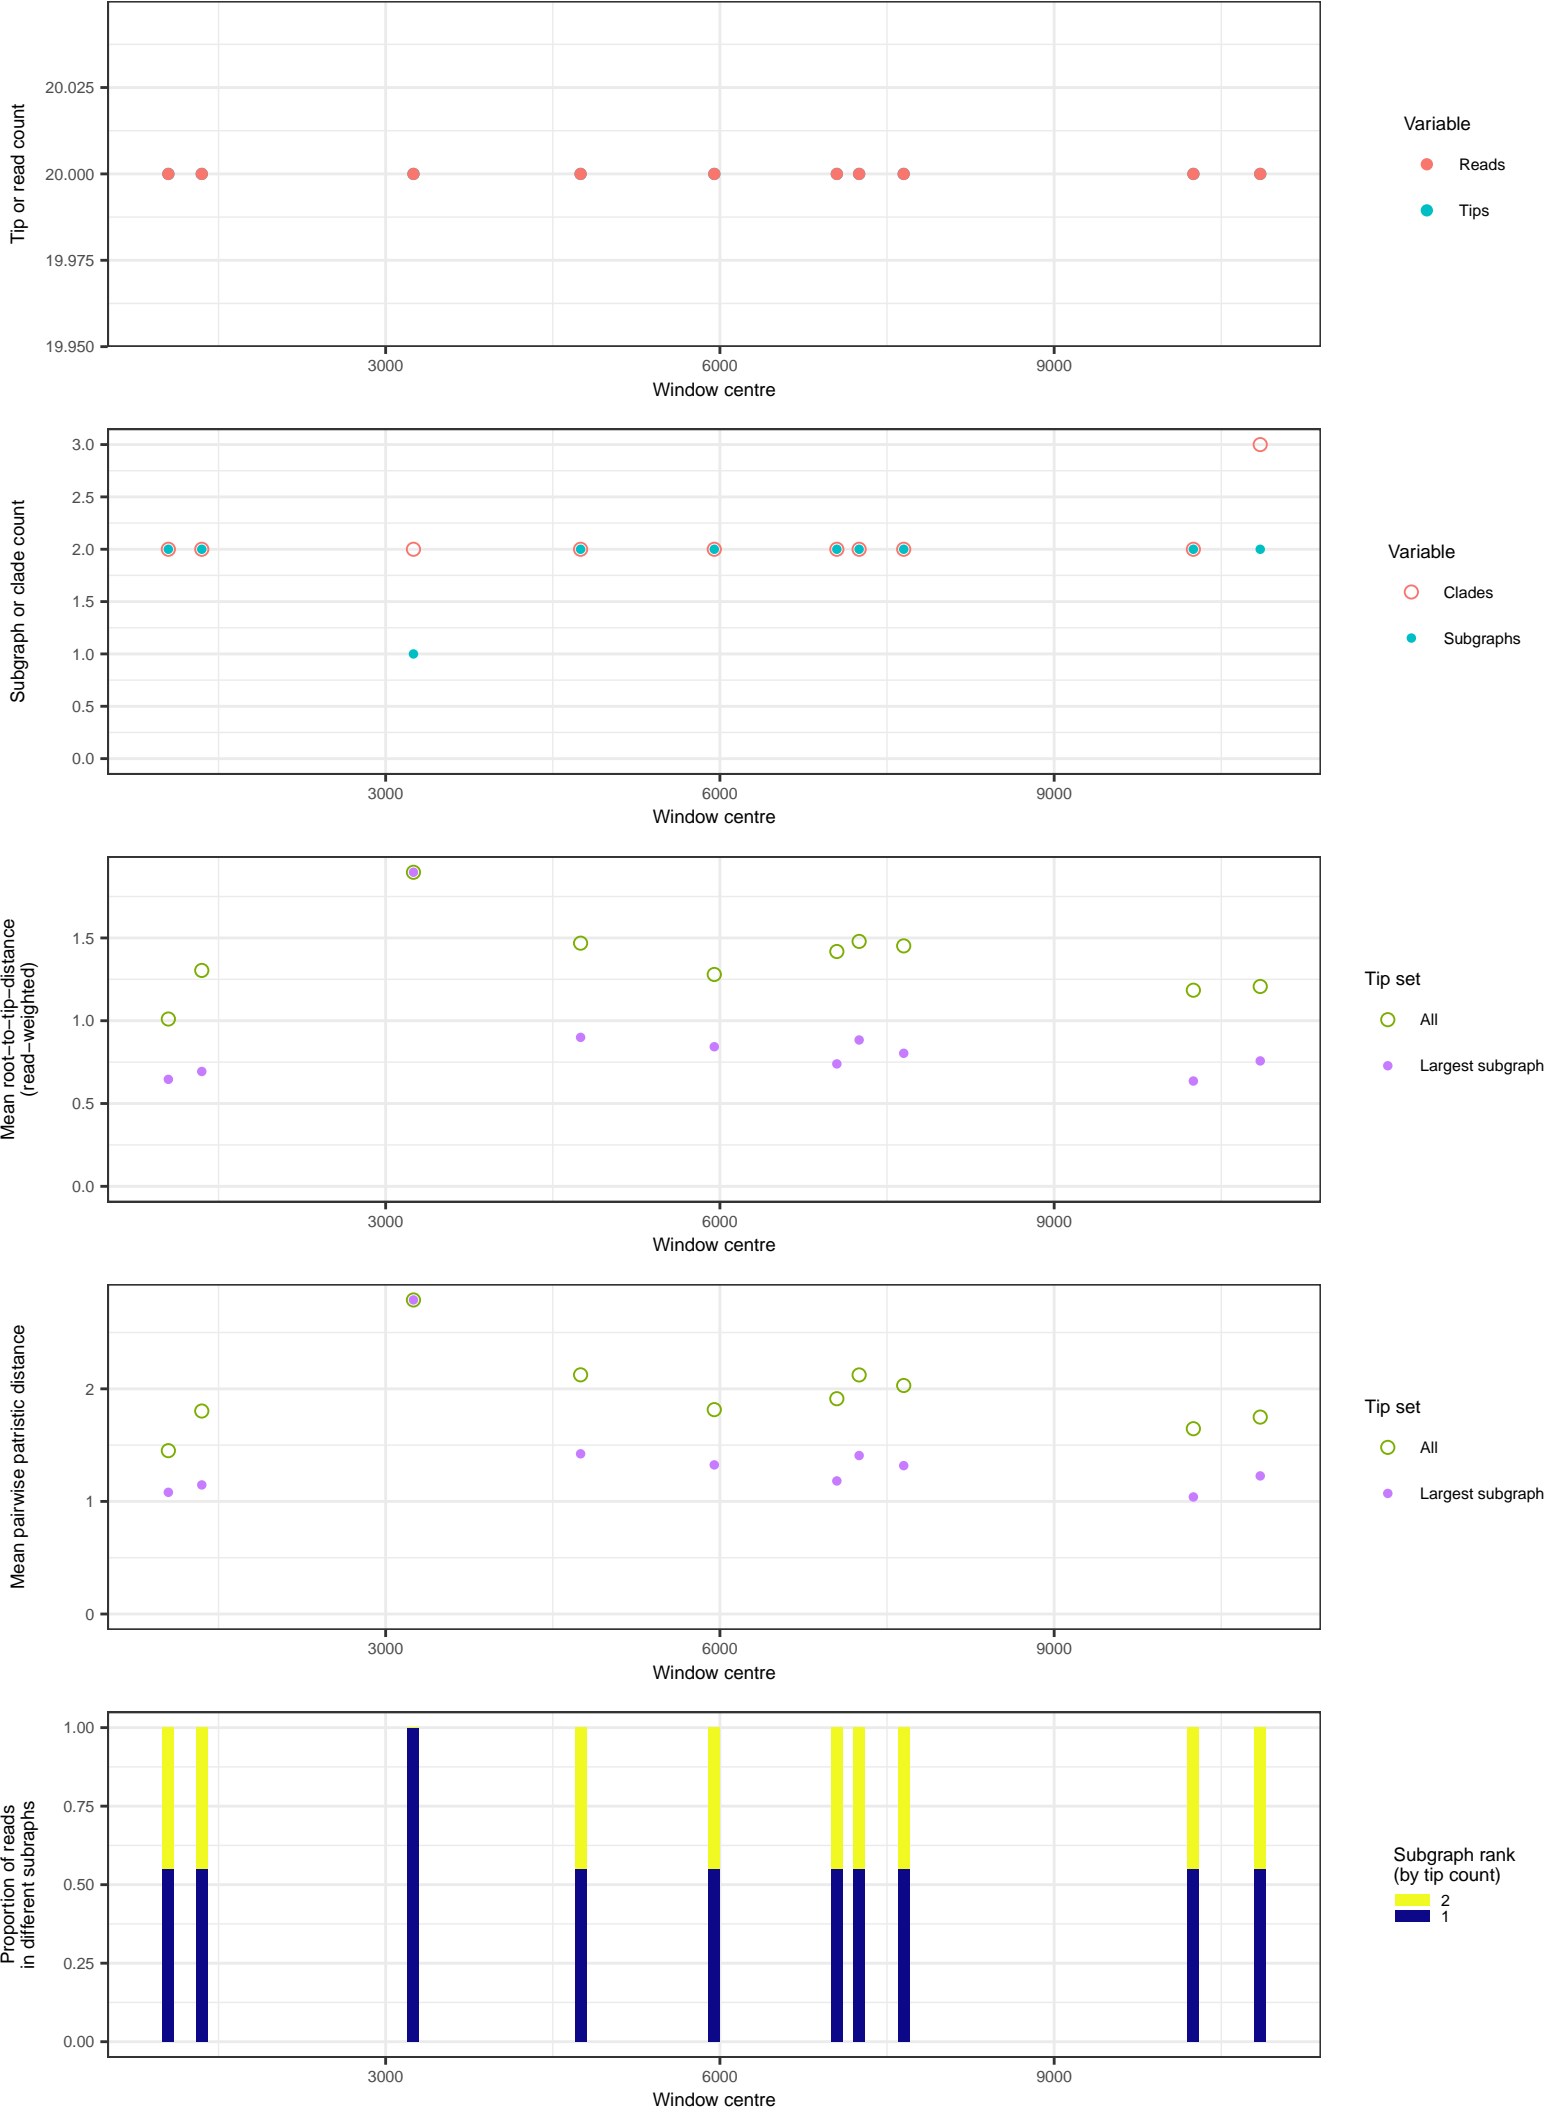 Tip or read count
20.025
20.000
19.975
19.950
3000 6000 9000
Window centre
Variable
Reads
Tips
Subgraph or clade count
3.0
2.5
2.0
1.5
1.0
0.5
0.0
3000 6000 9000
Window centre
Variable
Clades
Subgraphs
Mean root−to−tip−distance
(read−weighted)
1.5
1.0
0.5
0.0
3000 6000 9000
Window centre
Tip set
All
Largest subgraph
Mean pairwise patristic distance
2
1
0
3000 6000 9000
Window centre
Tip set
All
Largest subgraph
Proportion of reads
in different subraphs
1.00
0.75
0.50
0.25
0.00
3000 6000 9000
Window centre
Subgraph rank
(by tip count)
2
1